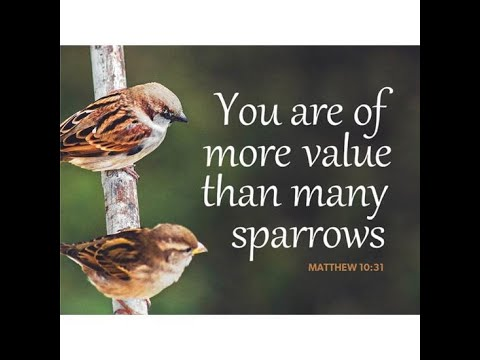 You are of
more value
than many
sparrows
MATTHEW 10:31